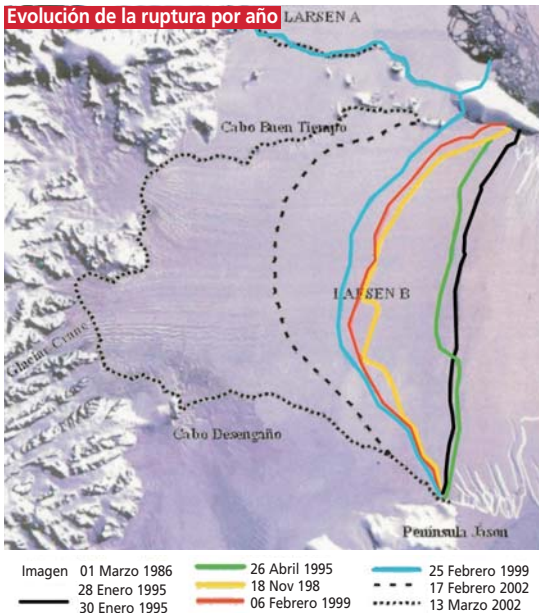 Evolución de la ruptura por año
LARSEN A
Cabo Buen Tiempo
LARSEN B
Glaciar Crane
Cabo Desengaño
Península Jason
Imagen 01 Marzo 1986
28 Enero 1995
30 Enero 1995
26 Abril 1995
18 Nov 198
06 Febrero 1999
25 Febrero 1999
17 Febrero 2002
13 Marzo 2002